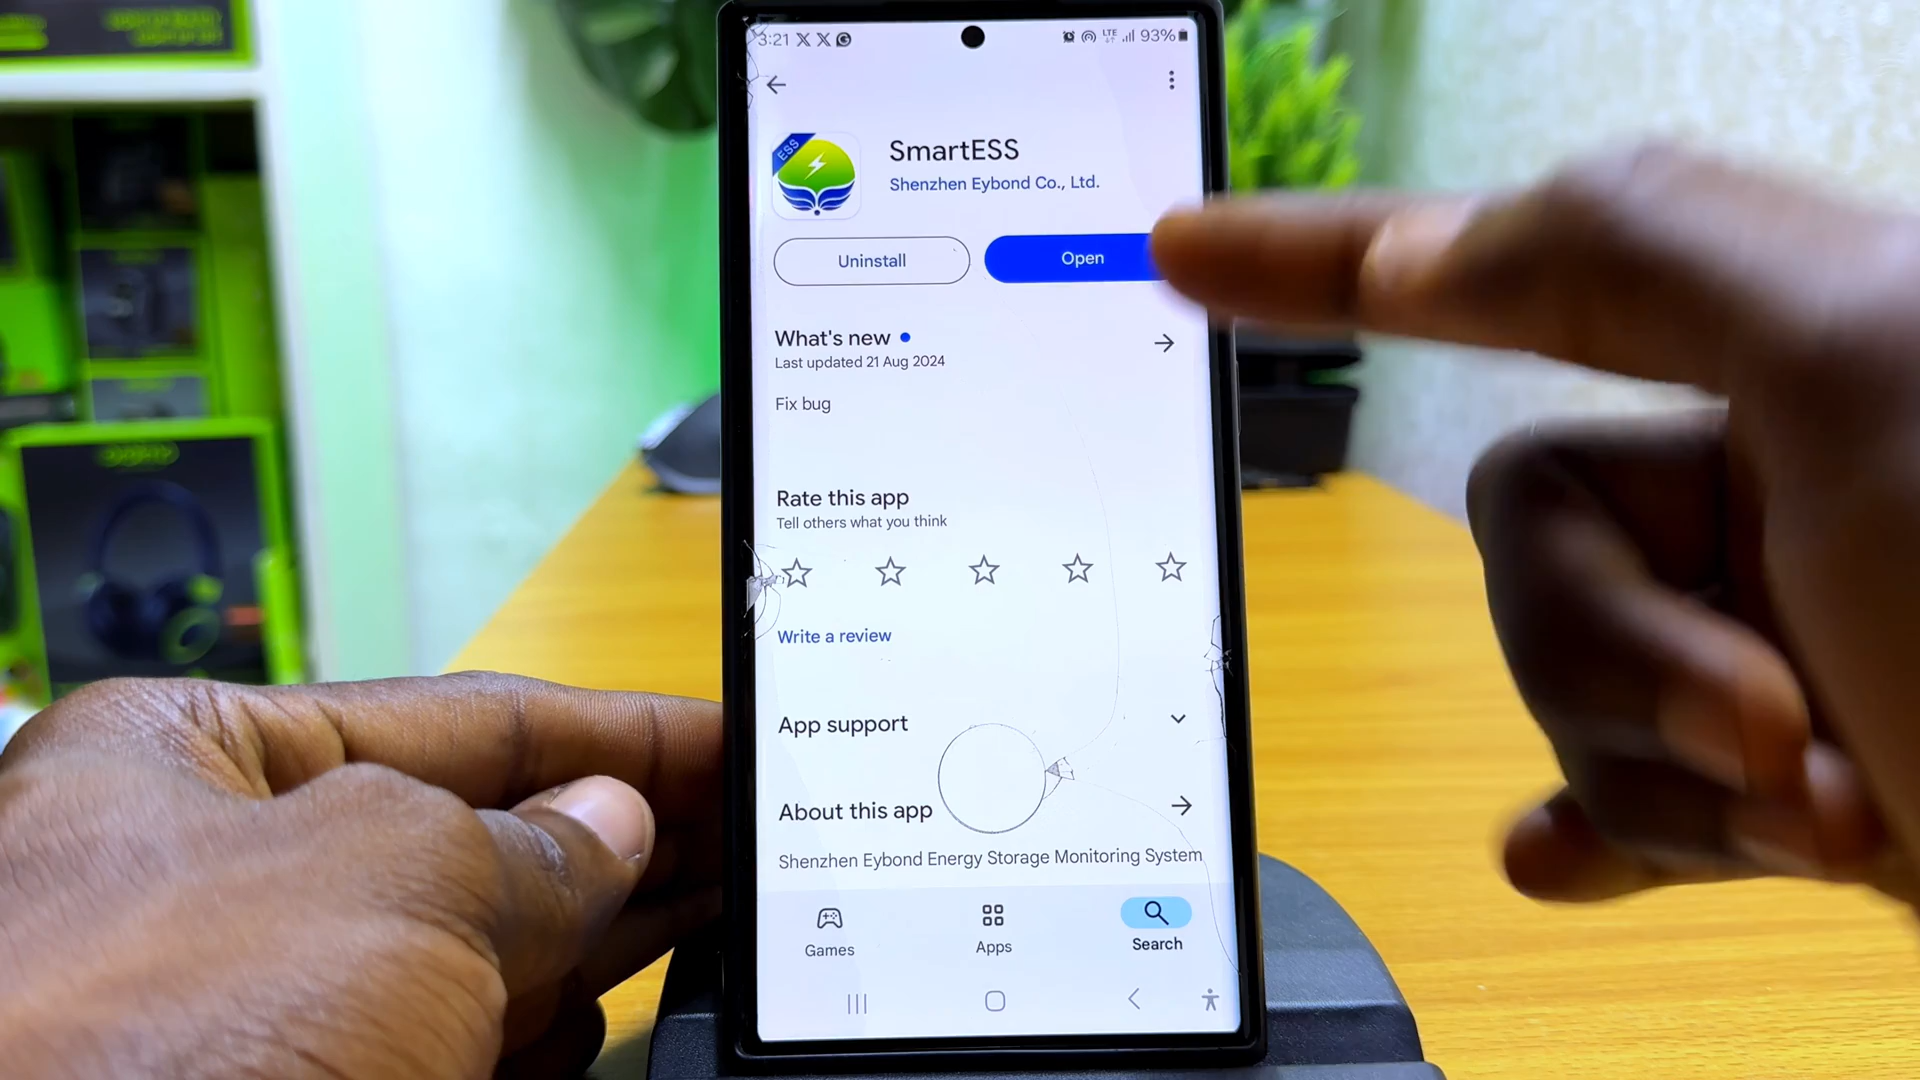 3:21
LTE
93%
ESS
SmartESS
Shenzhen Eybond Co., Ltd.
Uninstall
Open
What's new
Last updated 21 Aug 2024
Fix bug
Rate this app
Tell others what you think
Write a review
App support
About this app
Shenzhen Eybond Energy Storage Monitoring System
Games
Apps
Search